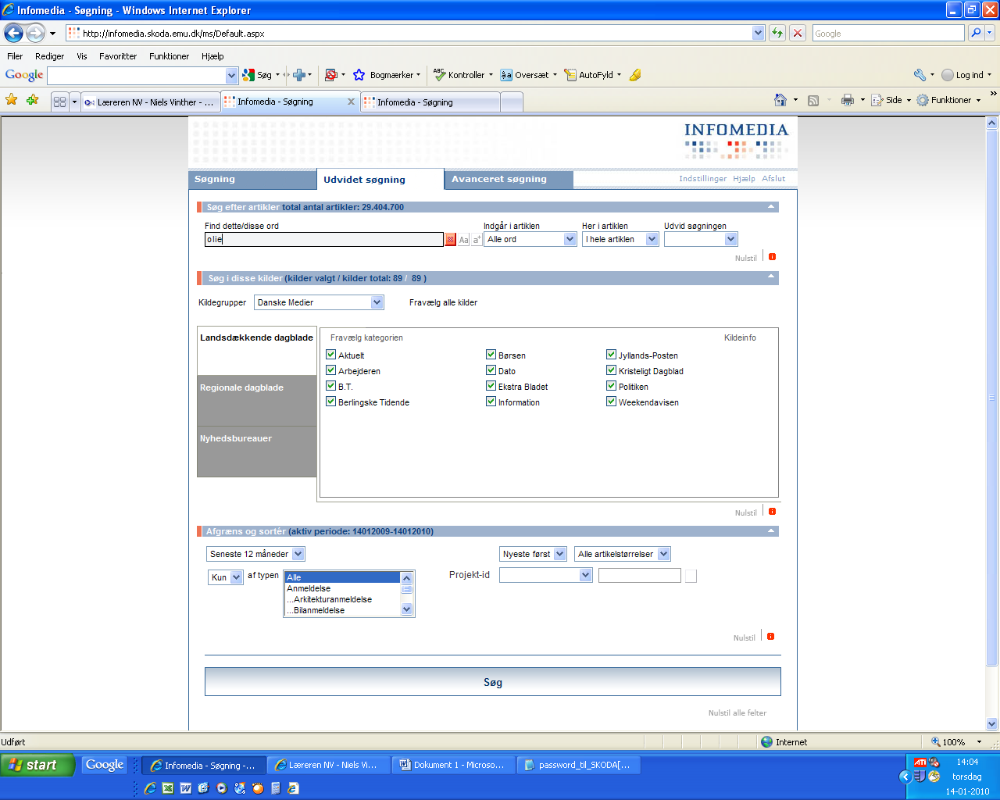 Infomedia - Søgning - Windows Internet Explorer
http://infomedia.skoda.emu.dk/ms/Default.aspx
Google
Filer Rediger Vis Favoritter Funktioner Hjælp
Google Søg Bogmærker ABC Kontroller aà Oversæt AutoFyld Log ind
Læreren NV - Niels Vinther - ... Infomedia - Søgning Infomedia - Søgning Side Funktioner
INFOMEDIA
Søgning Udvidet søgning Avanceret søgning Indstillinger Hjælp Afslut
Søg efter artikler total antal artikler: 29.404.700
Find dette/disse ord Indgår i artiklen Her i artiklen Udvid søgningen
olie Aa a+ Alle ord I hele artiklen
Nulstil
Søg i disse kilder (kilder valgt / kilder total: 89 / 89 )
Kildegrupper Danske Medier Fravælg alle kilder
Landsdækkende dagblade Fravælg kategorien Kildeinfo
Aktuelt Børsen Jyllands-Posten
Arbejderen Dato Kristeligt Dagblad
Regionale dagblade B.T. Ekstra Bladet Politiken
Berlingske Tidende Information Weekendavisen
Nyhedsbureauer
Nulstil
Afgræns og sortér (aktiv periode: 14012009-14012010)
Seneste 12 måneder Nyeste først Alle artikelstørrelser
Kun af typen Alle Projekt-id
Anmeldelse
...Arkitekturanmeldelse
...Bilanmeldelse
Nulstil
Søg
Nulstil alle felter
Udført Internet 100%
start Google Infomedia - Søgning -... Læreren NV - Niels Vi... Dokument 1 - Microso... password_til_SKODA[... ATI 14:04
torsdag
14-01-2010